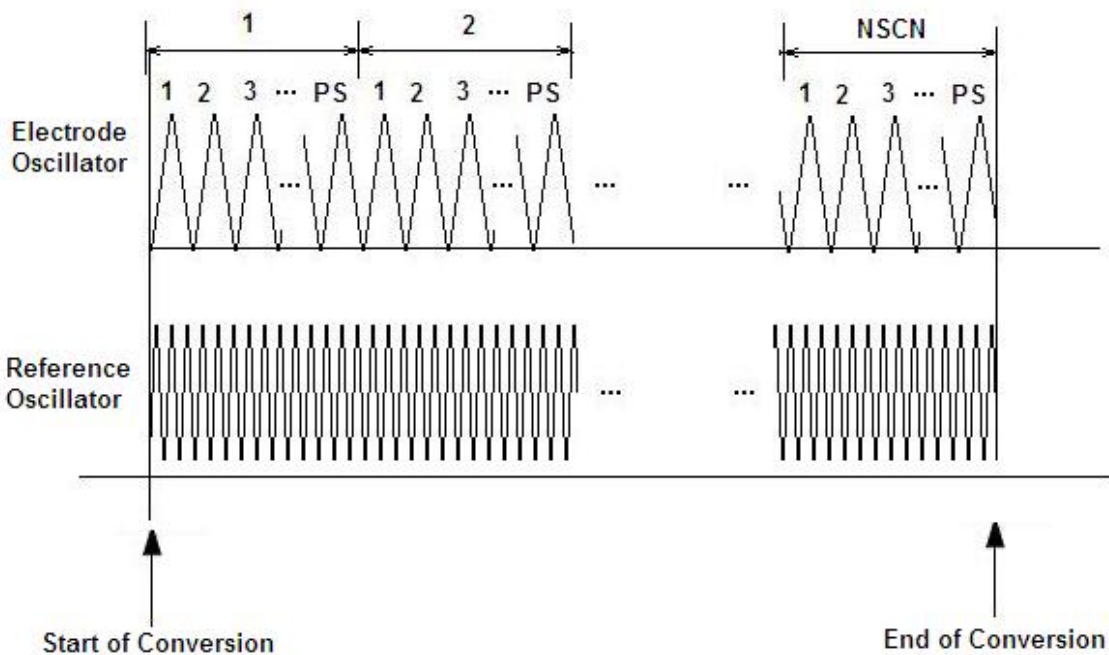 1 2 NSCN
1 2 3 ... PS 1 2 3 ... PS 1 2 3 ... PS
Electrode
Oscillator
... ... ... ... ...
Reference
Oscillator
... ...
Start of Conversion
End of Conversion